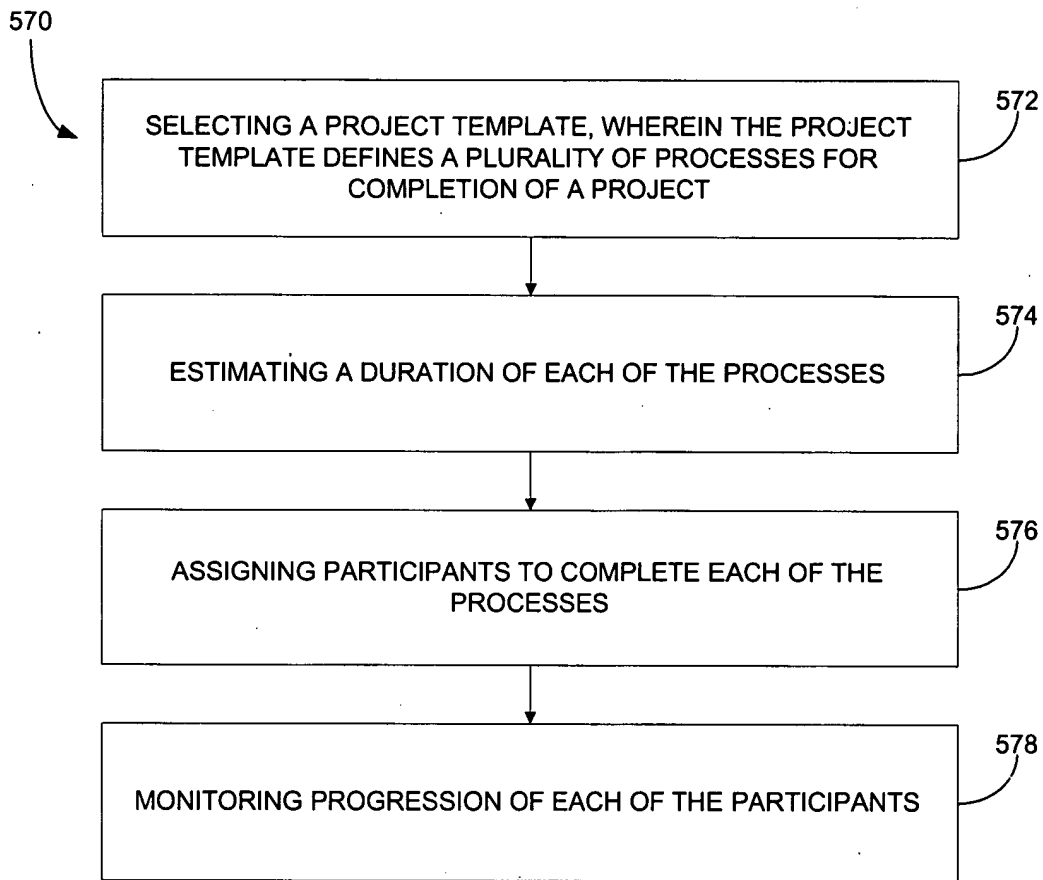 570
SELECTING A PROJECT TEMPLATE, WHEREIN THE PROJECT
TEMPLATE DEFINES A PLURALITY OF PROCESSES FOR
COMPLETION OF A PROJECT
572
ESTIMATING A DURATION OF EACH OF THE PROCESSES
574
ASSIGNING PARTICIPANTS TO COMPLETE EACH OF THE
PROCESSES
576
MONITORING PROGRESSION OF EACH OF THE PARTICIPANTS
578